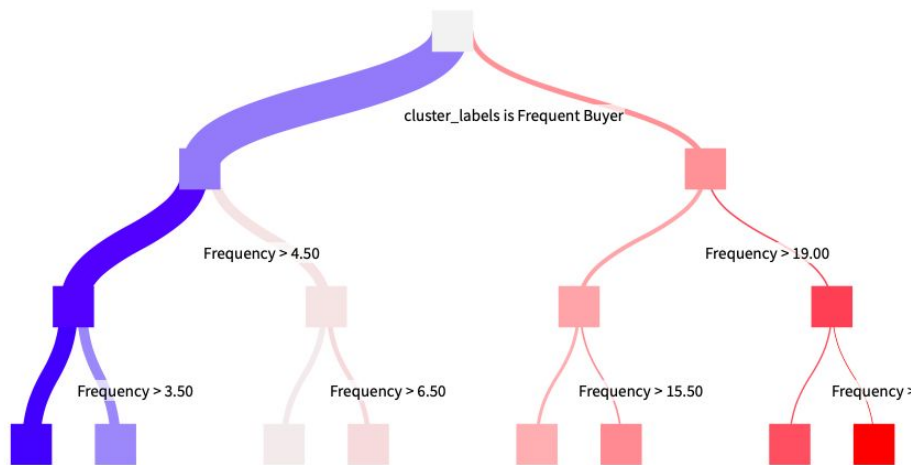 cluster_labels is Frequent Buyer
Frequency > 4.50
Frequency > 19.00
Frequency > 3.50
Frequency > 6.50
Frequency > 15.50
Frequency >